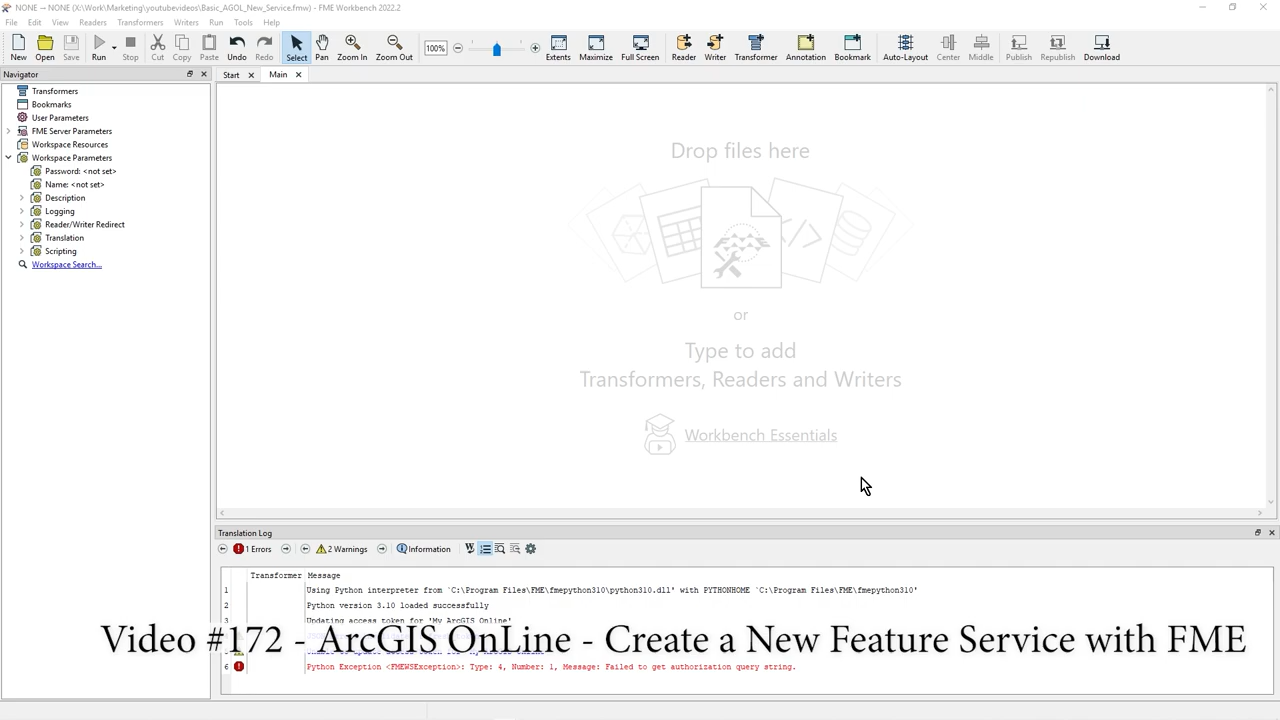 NONE → NONE (X:\Work\Marketing\youtubevideos\Basic_AGOL_New_Service.fmw) - FME Workbench 2022.2
File Edit View Readers Transformers Writers Run Tools Help
New Open Save Run Stop Cut Copy Paste Undo Redo Select Pan Zoom In Zoom Out 100% Extents Maximize Full Screen Reader Writer Transformer Annotation Bookmark Auto-Layout Center Middle Publish Republish Download
Navigator
Start Main
Transformers
Bookmarks
User Parameters
FME Server Parameters
Workspace Resources
Workspace Parameters
Password: <not set>
Name: <not set>
Description
Logging
Reader/Writer Redirect
Translation
Scripting
Workspace Search...
Drop files here
or
Type to add
Transformers, Readers and Writers
Workbench Essentials
Translation Log
1 Errors 2 Warnings Information
Transformer Message
1 Using Python interpreter from `C:\Program Files\FME\fmepython310\python310.dll' with PYTHONHOME `C:\Program Files\FME\fmepython310'
2 Python version 3.10 loaded successfully
3 Updating access token for 'My ArcGIS Online'
Video #172 - ArcGIS OnLine - Create a New Feature Service with FME
6 Python Exception <FMEWSException>: Type: 4, Number: 1, Message: Failed to get authorization query string.